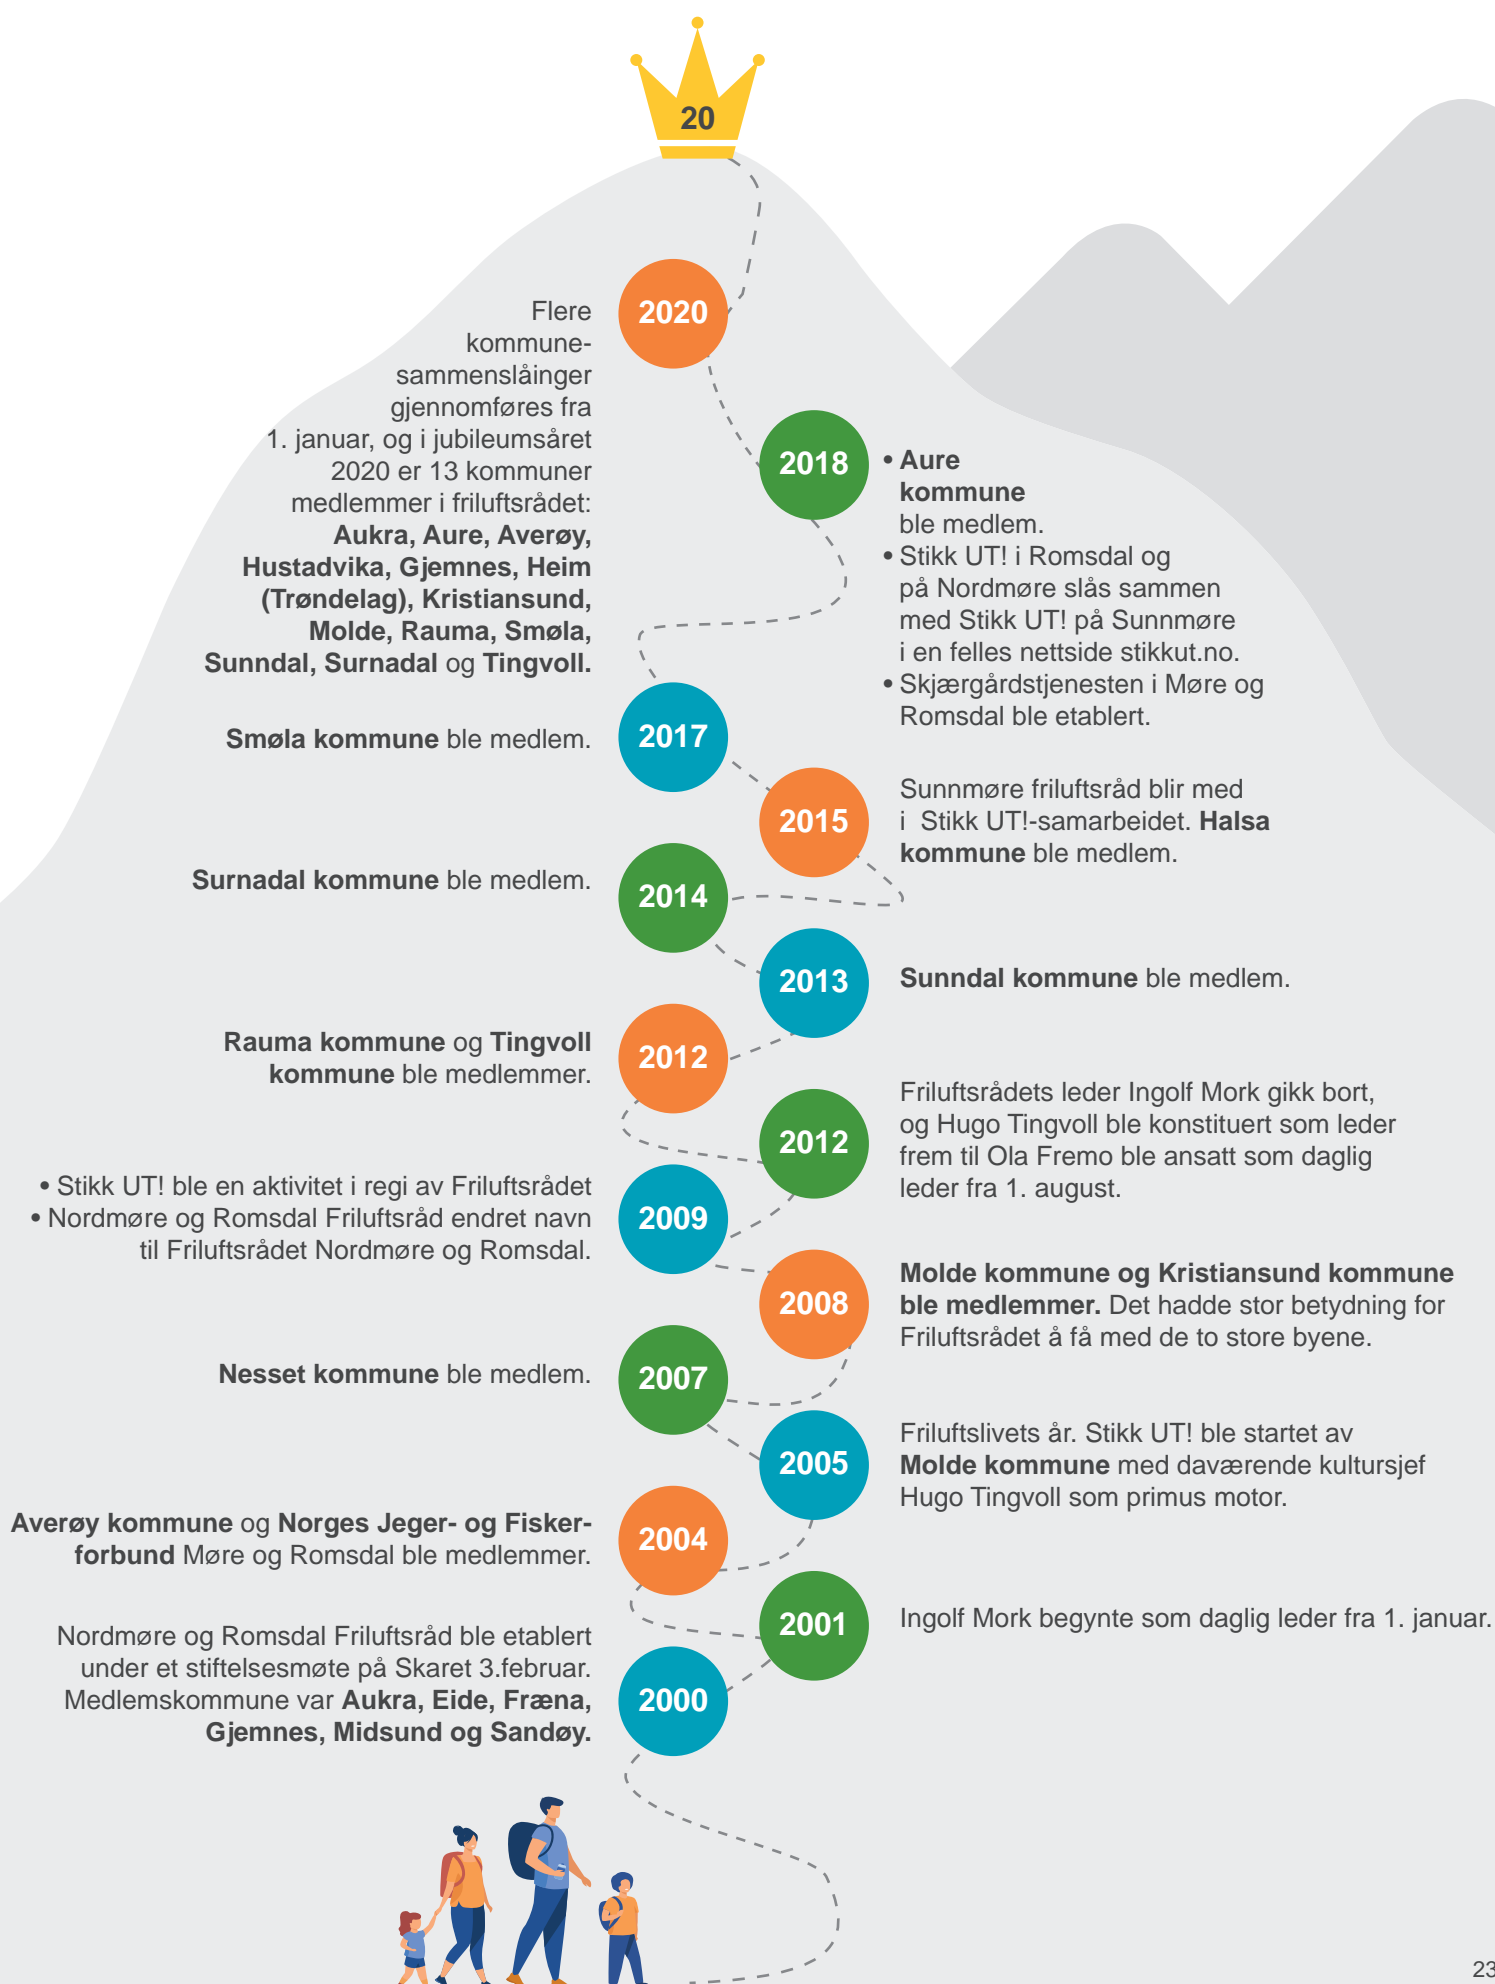 20
2020
Flere
kommune-
sammenslåinger
gjennomføres fra
1. januar, og i jubileumsåret
2020 er 13 kommuner
medlemmer i friluftsrådet:
Aukra, Aure, Averøy,
Hustadvika, Gjemnes, Heim
(Trøndelag), Kristiansund,
Molde, Rauma, Smøla,
Sunndal, Surnadal og Tingvoll.
2018
• Aure
kommune
ble medlem.
• Stikk UT! i Romsdal og
på Nordmøre slås sammen
med Stikk UT! på Sunnmøre
i en felles nettside stikkut.no.
• Skjærgårdstjenesten i Møre og
Romsdal ble etablert.
2017
Smøla kommune ble medlem.
2015
Sunnmøre friluftsråd blir med
i Stikk UT!-samarbeidet. Halsa
kommune ble medlem.
2014
Surnadal kommune ble medlem.
2013
Sunndal kommune ble medlem.
2012
Rauma kommune og Tingvoll
kommune ble medlemmer.
2012
Friluftsrådets leder Ingolf Mork gikk bort,
og Hugo Tingvoll ble konstituert som leder
frem til Ola Fremo ble ansatt som daglig
leder fra 1. august.
2009
• Stikk UT! ble en aktivitet i regi av Friluftsrådet
• Nordmøre og Romsdal Friluftsråd endret navn
til Friluftsrådet Nordmøre og Romsdal.
2008
Molde kommune og Kristiansund kommune
ble medlemmer. Det hadde stor betydning for
Friluftsrådet å få med de to store byene.
2007
Nesset kommune ble medlem.
2005
Friluftslivets år. Stikk UT! ble startet av
Molde kommune med daværende kultursjef
Hugo Tingvoll som primus motor.
2004
Averøy kommune og Norges Jeger- og Fisker-
forbund Møre og Romsdal ble medlemmer.
2001
Ingolf Mork begynte som daglig leder fra 1. januar.
2000
Nordmøre og Romsdal Friluftsråd ble etablert
under et stiftelsesmøte på Skaret 3.februar.
Medlemskommune var Aukra, Eide, Fræna,
Gjemnes, Midsund og Sandøy.
23